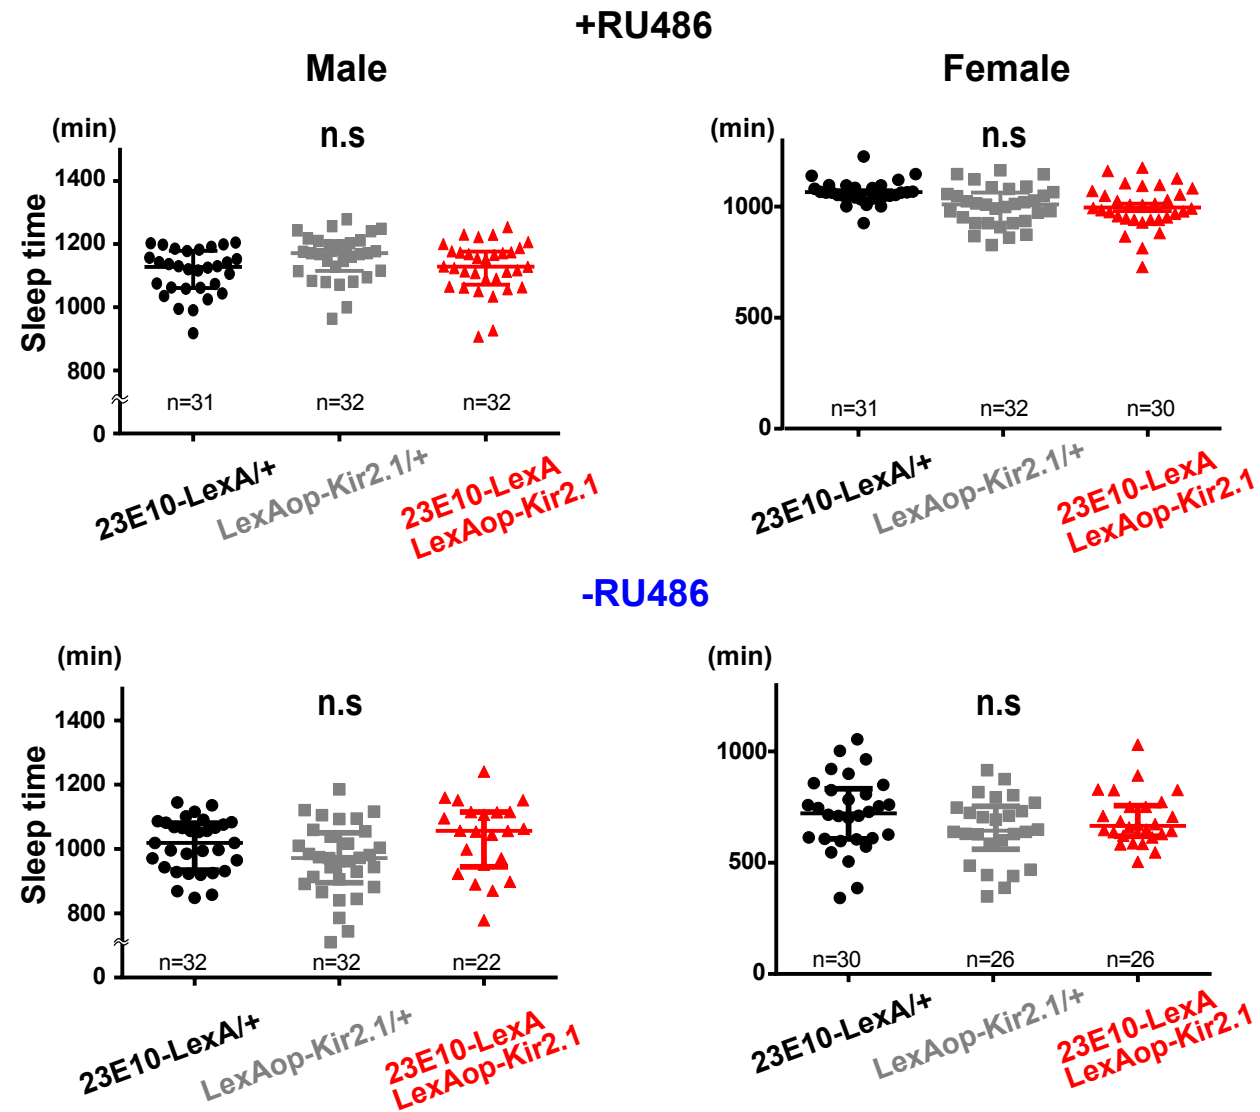 +RU486
Male
Female
(min)
n.s
Sleep time
1400
1200
1000
800
0
n=31
n=32
n=32
23E10-LexA/+
LexAop-Kir2.1/+
23E10-LexA
LexAop-Kir2.1
(min)
n.s
1000
500
0
n=31
n=32
n=30
23E10-LexA/+
LexAop-Kir2.1/+
23E10-LexA
LexAop-Kir2.1
-RU486
(min)
n.s
Sleep time
1400
1200
1000
800
0
n=32
n=32
n=22
23E10-LexA/+
LexAop-Kir2.1/+
23E10-LexA
LexAop-Kir2.1
(min)
n.s
1000
500
0
n=30
n=26
n=26
23E10-LexA/+
LexAop-Kir2.1/+
23E10-LexA
LexAop-Kir2.1